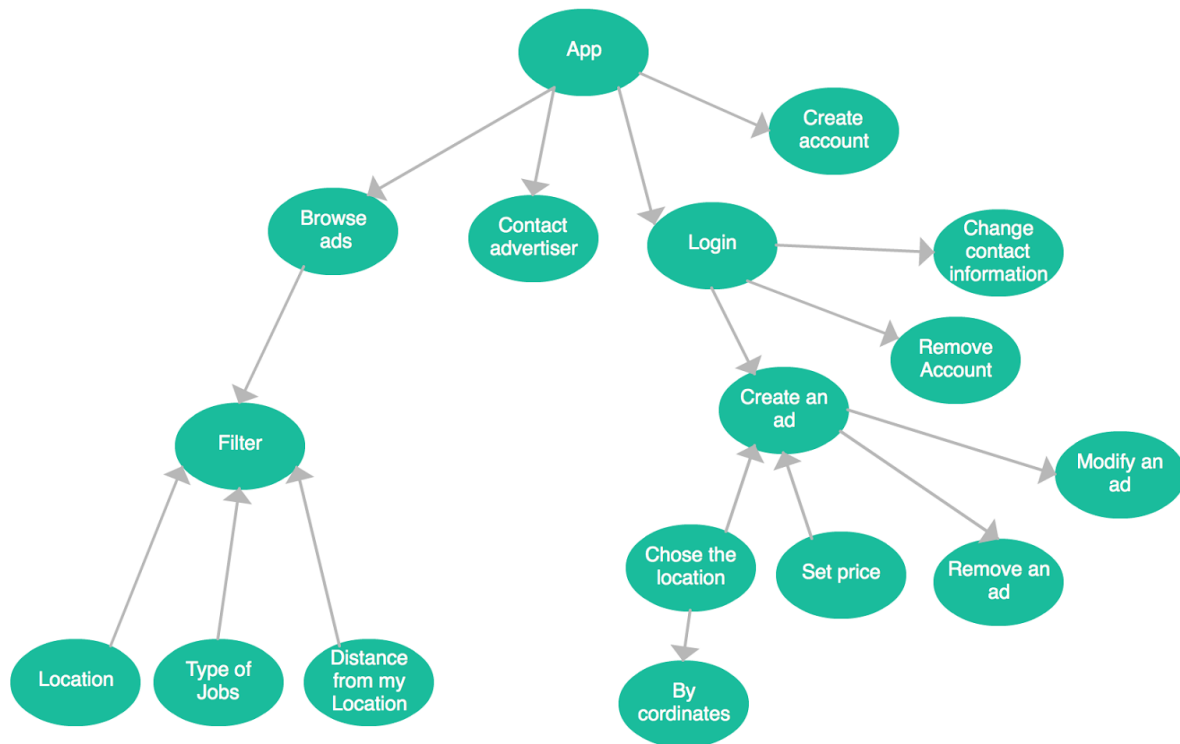 App
Create
account
Browse
ads
Contact
advertiser
Login
Change
contact
information
Remove
Account
Create an
ad
Filter
Modify an
ad
Chose the
location
Set price
Remove an
ad
Location
Type of
Jobs
Distance
from my
Location
By
cordinates